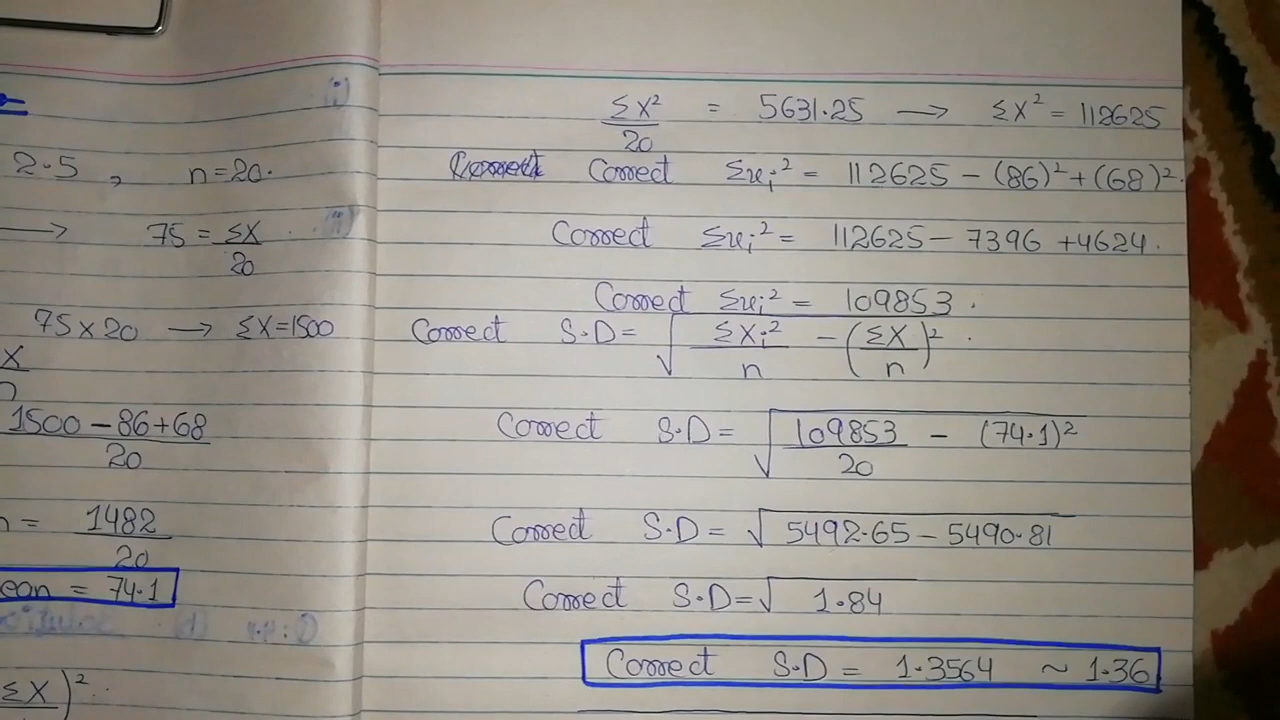 2.5 , n=20.
→ 75 = ΣX / 20
75 × 20 → ΣX=1500
X
1500 – 86 + 68 / 20
= 1482 / 20
ean = 74.1
ΣX )²
ΣX² / 20 = 5631.25 → ΣX² = 112625
Correct Σxᵢ² = 112625 – (86)² + (68)².
Correct Σxᵢ² = 112625 – 7396 + 4624.
Correct Σxᵢ² = 109853.
Correct S.D = √ ΣXᵢ² / n – (ΣX / n)² .
Correct S.D = √ 109853 / 20 – (74.1)²
Correct S.D = √ 5492.65 – 5490.81
Correct S.D = √ 1.84
Correct S.D = 1.3564 ~ 1.36